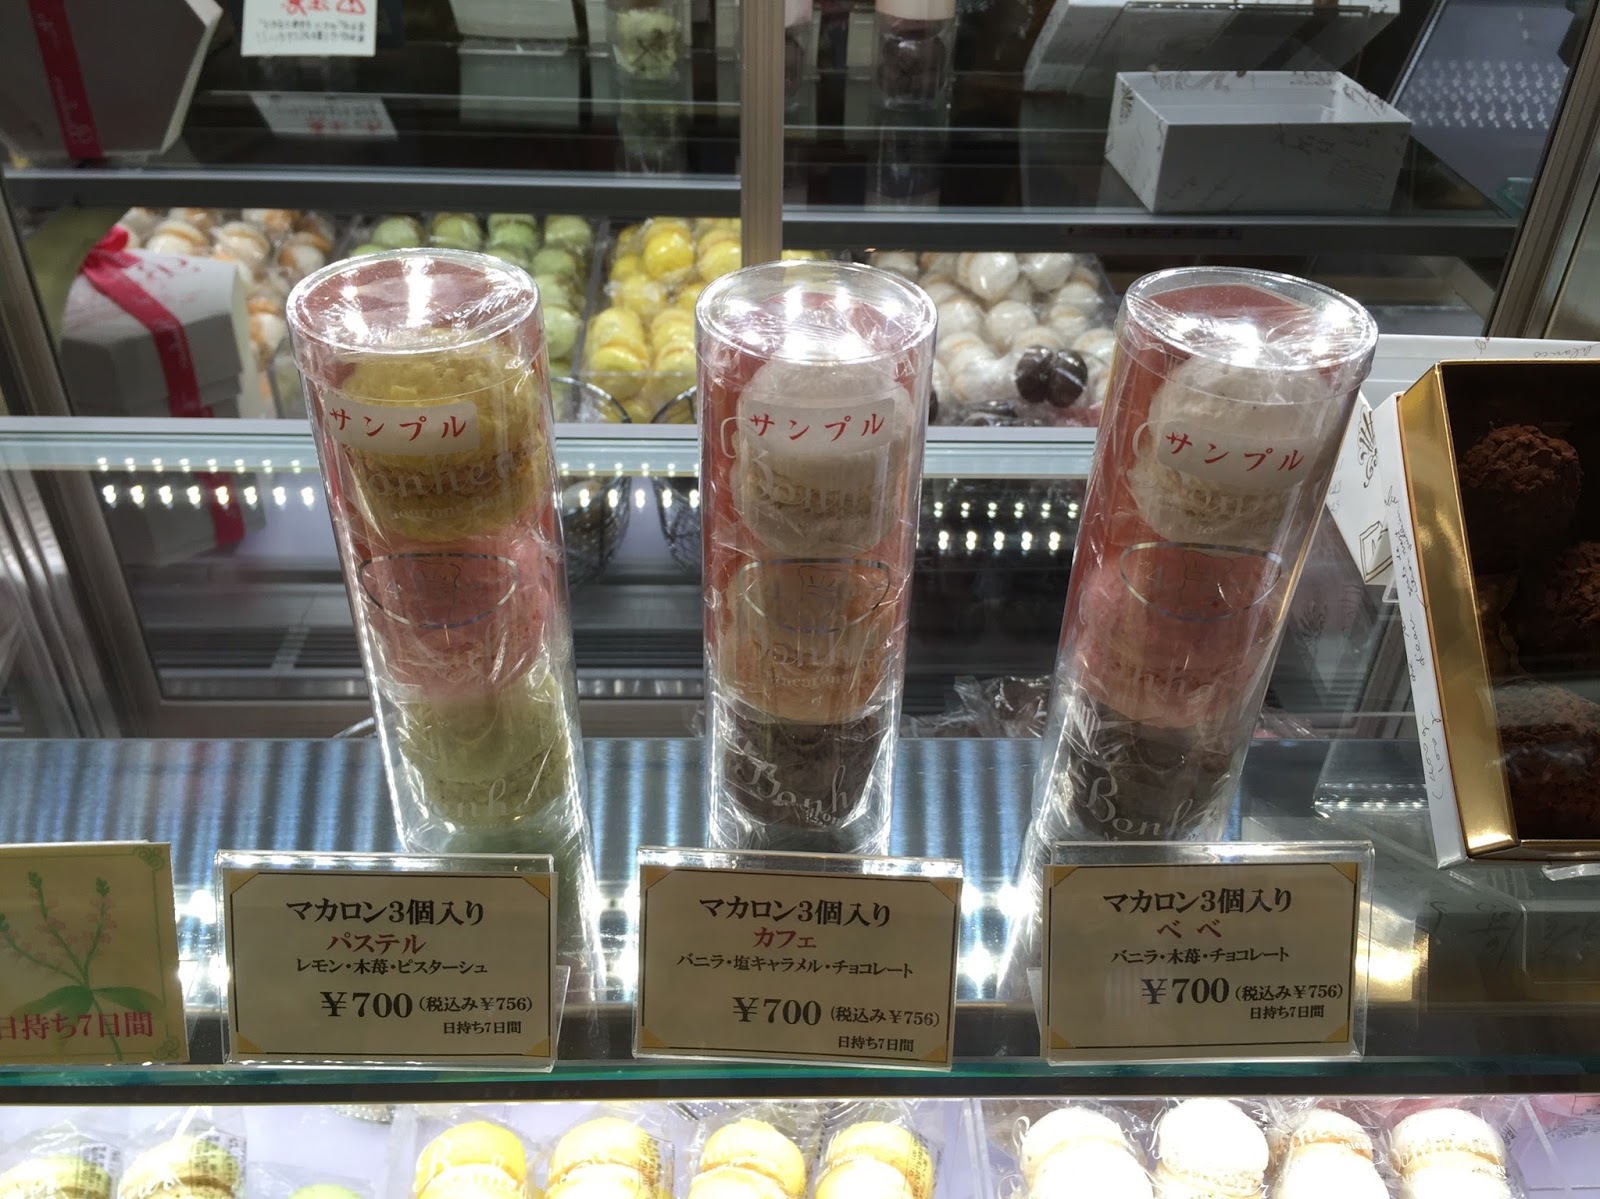 サンプル
サンプル
サンプル
Bonheur
macarons
Bonh
Bonh
マカロン3個入り
パステル
レモン・木苺・ピスターシュ
¥700（税込み¥756）
日持ち7日間
マカロン3個入り
カフェ
バニラ・塩キャラメル・チョコレート
¥700（税込み¥756）
日持ち7日間
マカロン3個入り
ベベ
バニラ・木苺・チョコレート
¥700（税込み¥756）
日持ち7日間
日持ち7日間